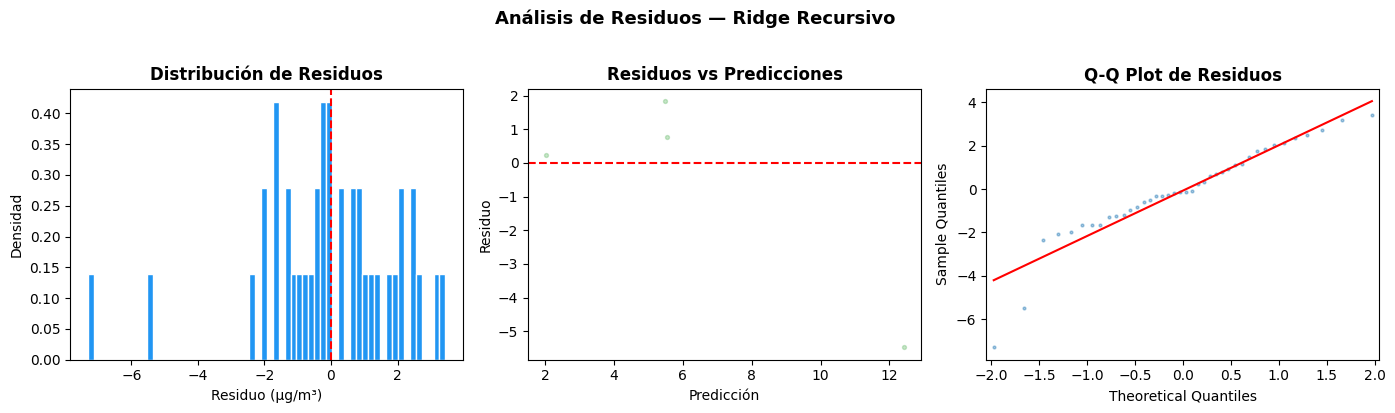 Análisis de Residuos — Ridge Recursivo
Distribución de Residuos
Densidad
0.40
0.35
0.30
0.25
0.20
0.15
0.10
0.05
0.00
−6 −4 −2 0 2
Residuo (µg/m³)
Residuos vs Predicciones
Residuo
2
1
0
−1
−2
−3
−4
−5
2 4 6 8 10 12
Predicción
Q-Q Plot de Residuos
Sample Quantiles
4
2
0
−2
−4
−6
−2.0 −1.5 −1.0 −0.5 0.0 0.5 1.0 1.5 2.0
Theoretical Quantiles